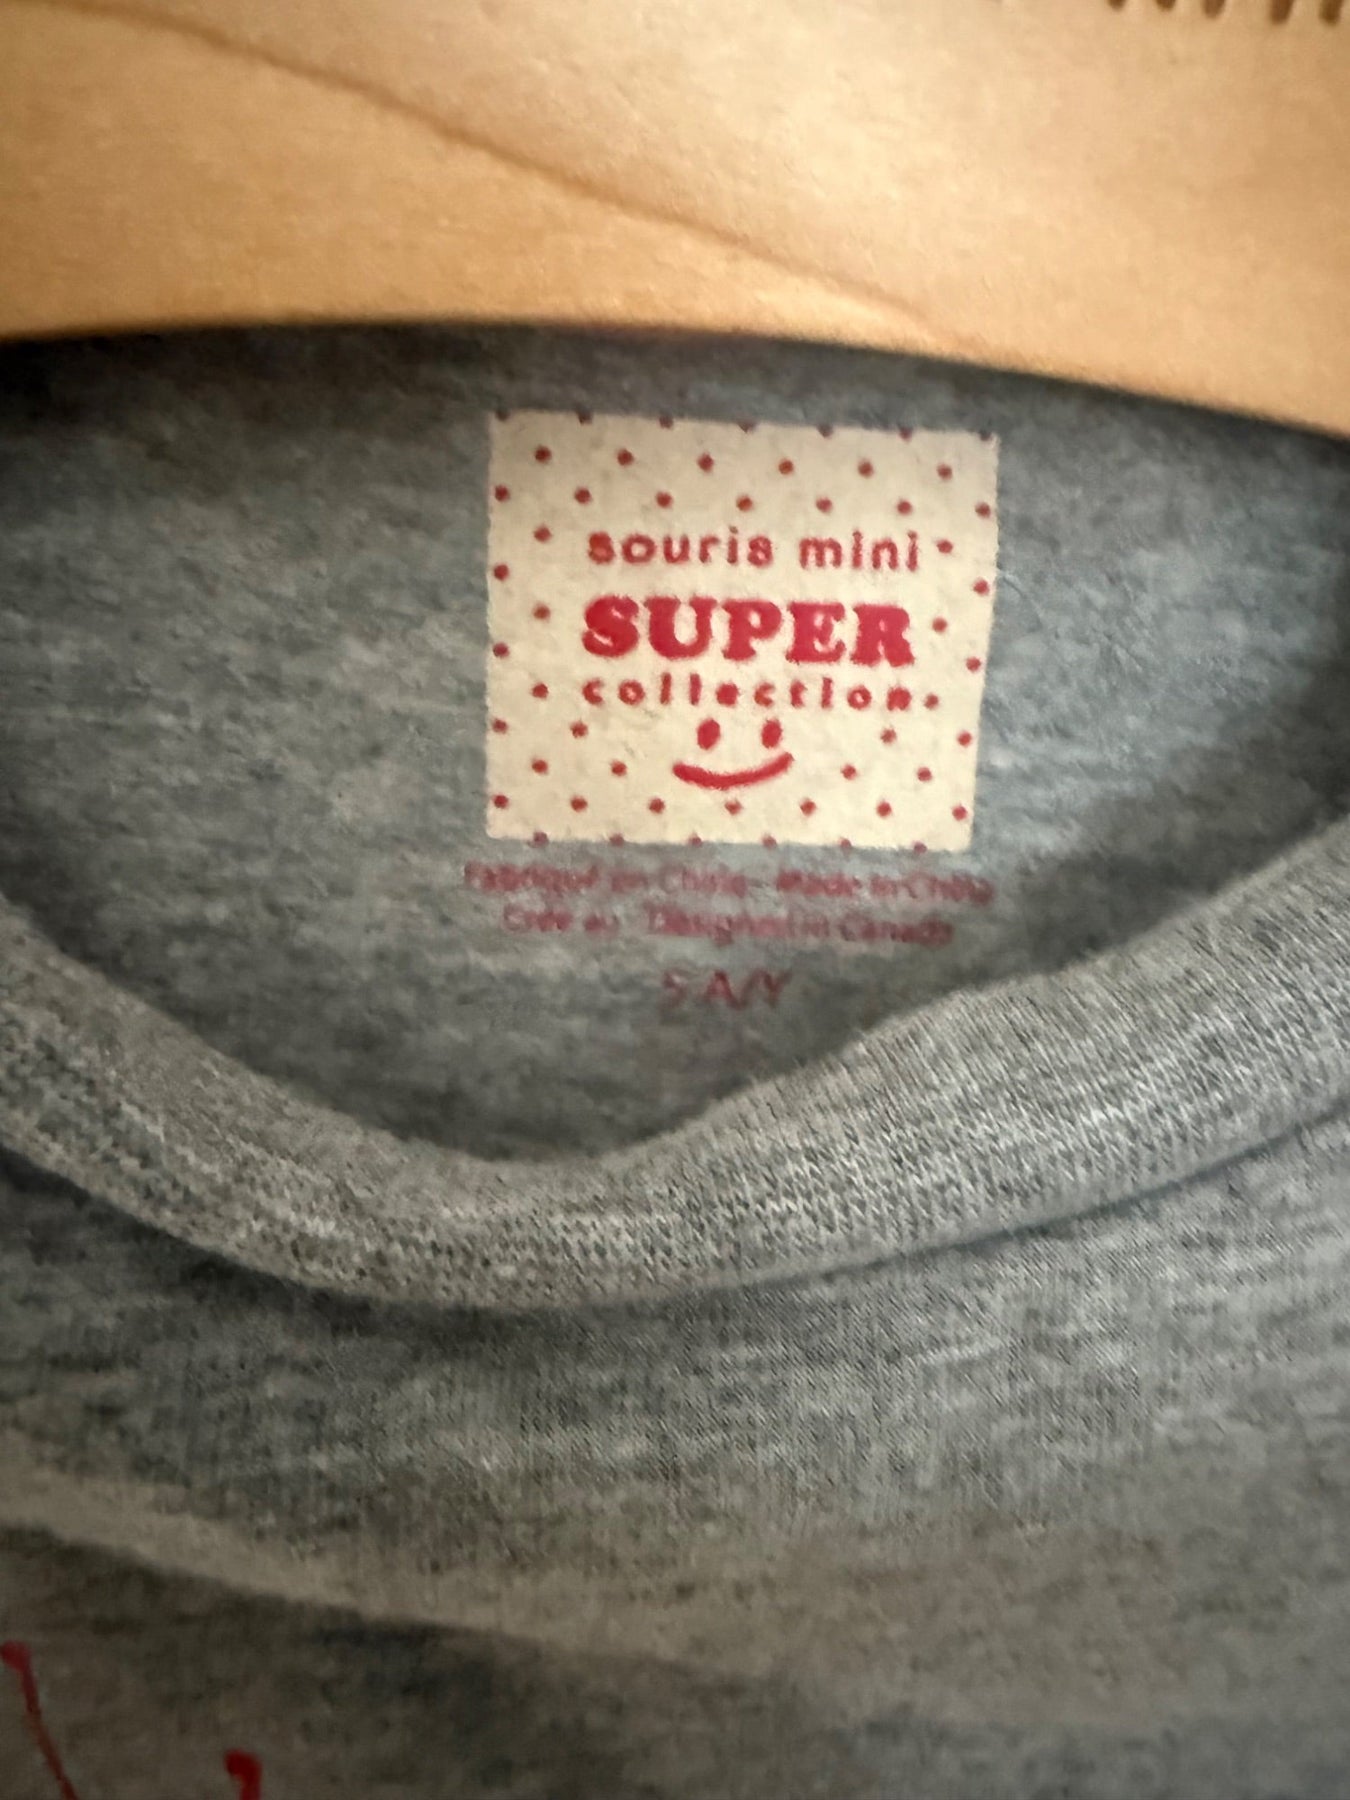 souris mini
SUPER
collection
Fabriqué en Chine - Made in China
Créé au Designed in Canada
5 A/Y